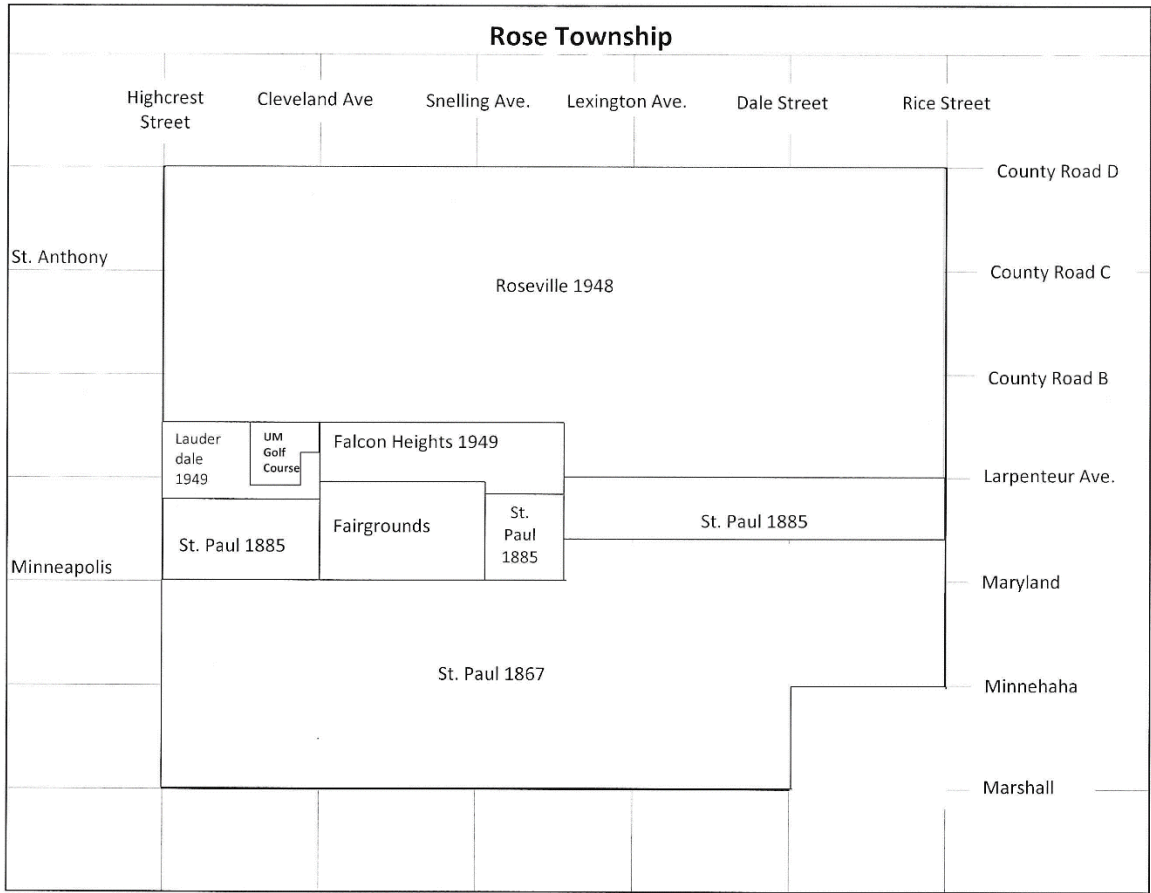 Rose Township
Highcrest
Street
Cleveland Ave
Snelling Ave.
Lexington Ave.
Dale Street
Rice Street
County Road D
St. Anthony
County Road C
Roseville 1948
County Road B
Lauder
dale
1949
UM
Golf
Course
Falcon Heights 1949
Larpenteur Ave.
St. Paul 1885
Fairgrounds
St.
Paul
1885
St. Paul 1885
Minneapolis
Maryland
St. Paul 1867
Minnehaha
Marshall